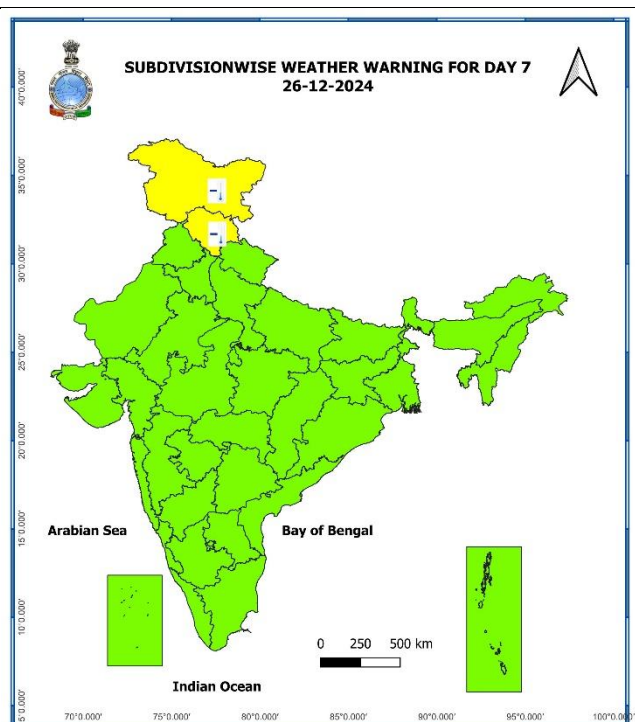 SUBDIVISIONWISE WEATHER WARNING FOR DAY 7
26-12-2024
40°0.000'
35°0.000'
30°0.000'
25°0.000'
20°0.000'
15°0.000'
10°0.000'
5°0.000'
Arabian Sea
Bay of Bengal
0 250 500 km
Indian Ocean
70°0.000' 75°0.000' 80°0.000' 85°0.000' 90°0.000' 95°0.000' 100°0.000'